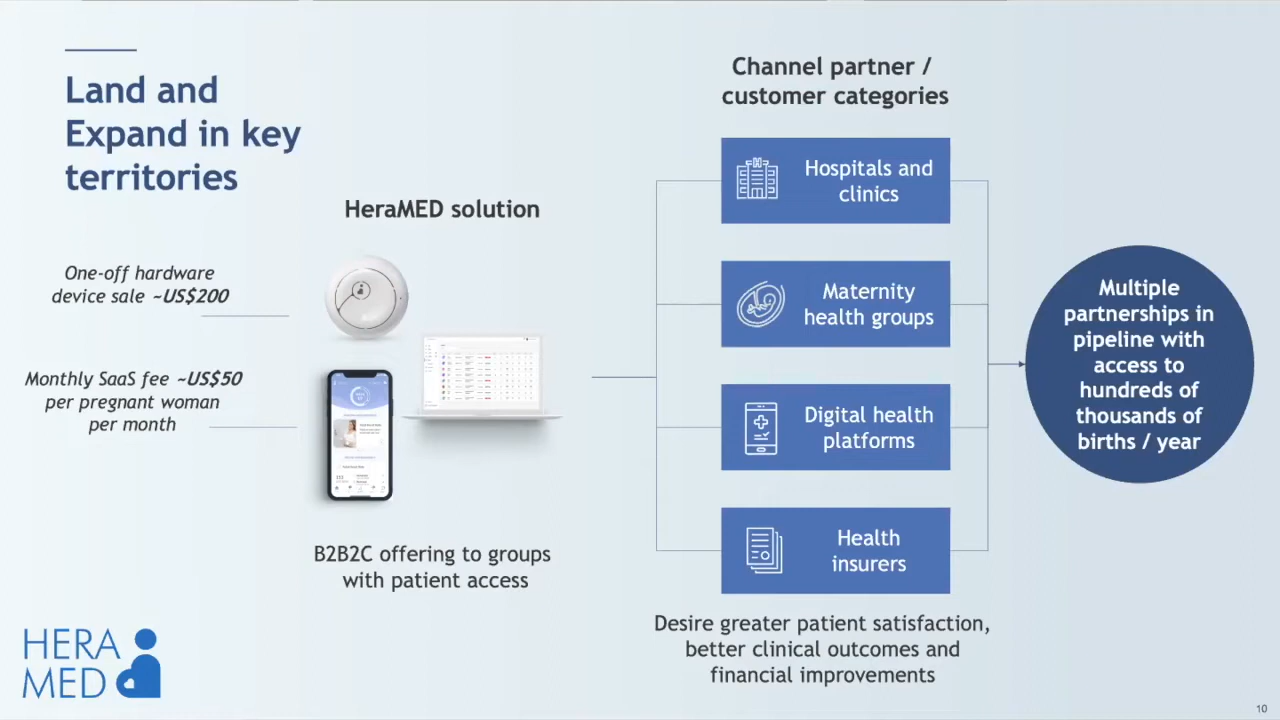 Land and
Expand in key
territories
HeraMED solution
One-off hardware
device sale ~US$200
Monthly SaaS fee ~US$50
per pregnant woman
per month
B2B2C offering to groups
with patient access
Channel partner /
customer categories
Hospitals and
clinics
Maternity
health groups
Digital health
platforms
Health
insurers
Desire greater patient satisfaction,
better clinical outcomes and
financial improvements
Multiple
partnerships in
pipeline with
access to
hundreds of
thousands of
births / year
HERA
MED
10